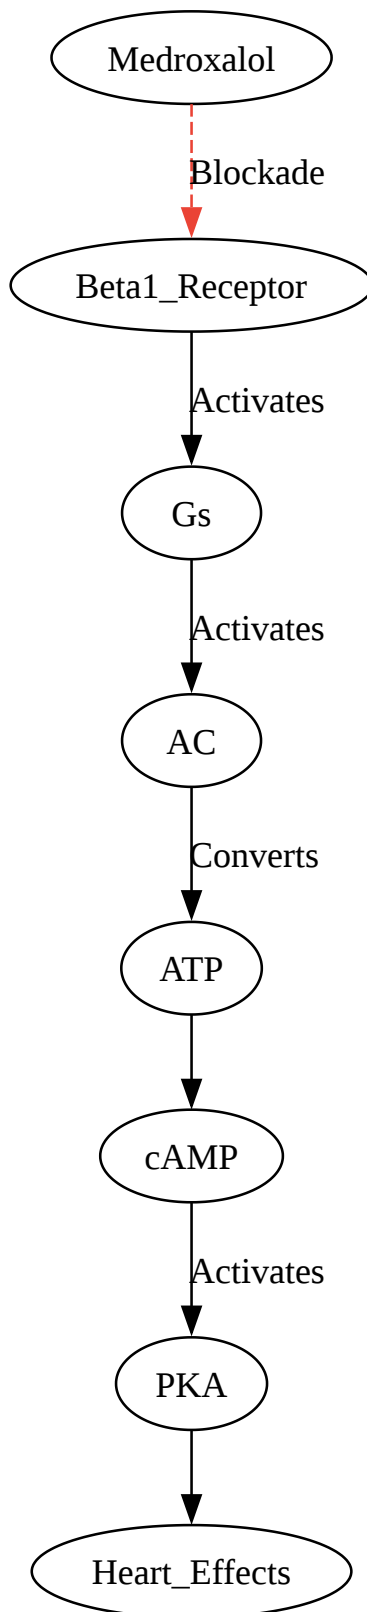 Medroxalol
Blockade
Beta1_Receptor
Activates
Gs
Activates
AC
Converts
ATP
cAMP
Activates
PKA
Heart_Effects